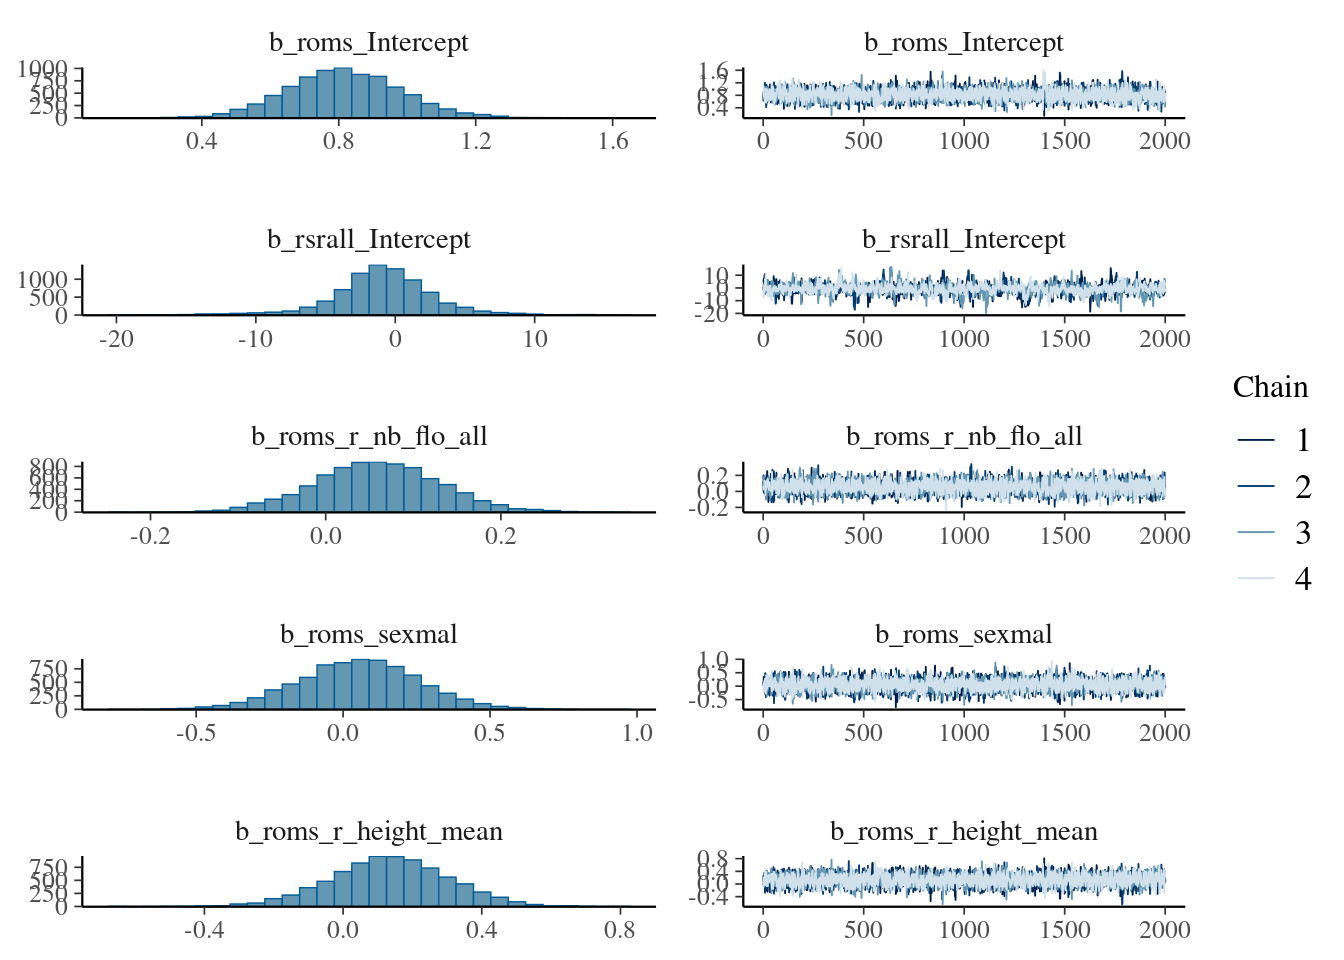 b_roms_Intercept
b_roms_Intercept
1000
750
500
250
0
0.4 0.8 1.2 1.6
1.6
1.2
0.8
0.4
0 500 1000 1500 2000
b_rsrall_Intercept
b_rsrall_Intercept
1000
500
0
-20 -10 0 10
10
0
-10
-20
0 500 1000 1500 2000
Chain
1
2
3
4
b_roms_r_nb_flo_all
b_roms_r_nb_flo_all
800
600
400
200
0
-0.2 0.0 0.2
0.2
0.0
-0.2
0 500 1000 1500 2000
b_roms_sexmal
b_roms_sexmal
750
500
250
0
-0.5 0.0 0.5 1.0
1.0
0.5
0.0
-0.5
0 500 1000 1500 2000
b_roms_r_height_mean
b_roms_r_height_mean
750
500
250
0
-0.4 0.0 0.4 0.8
0.8
0.4
0.0
-0.4
0 500 1000 1500 2000